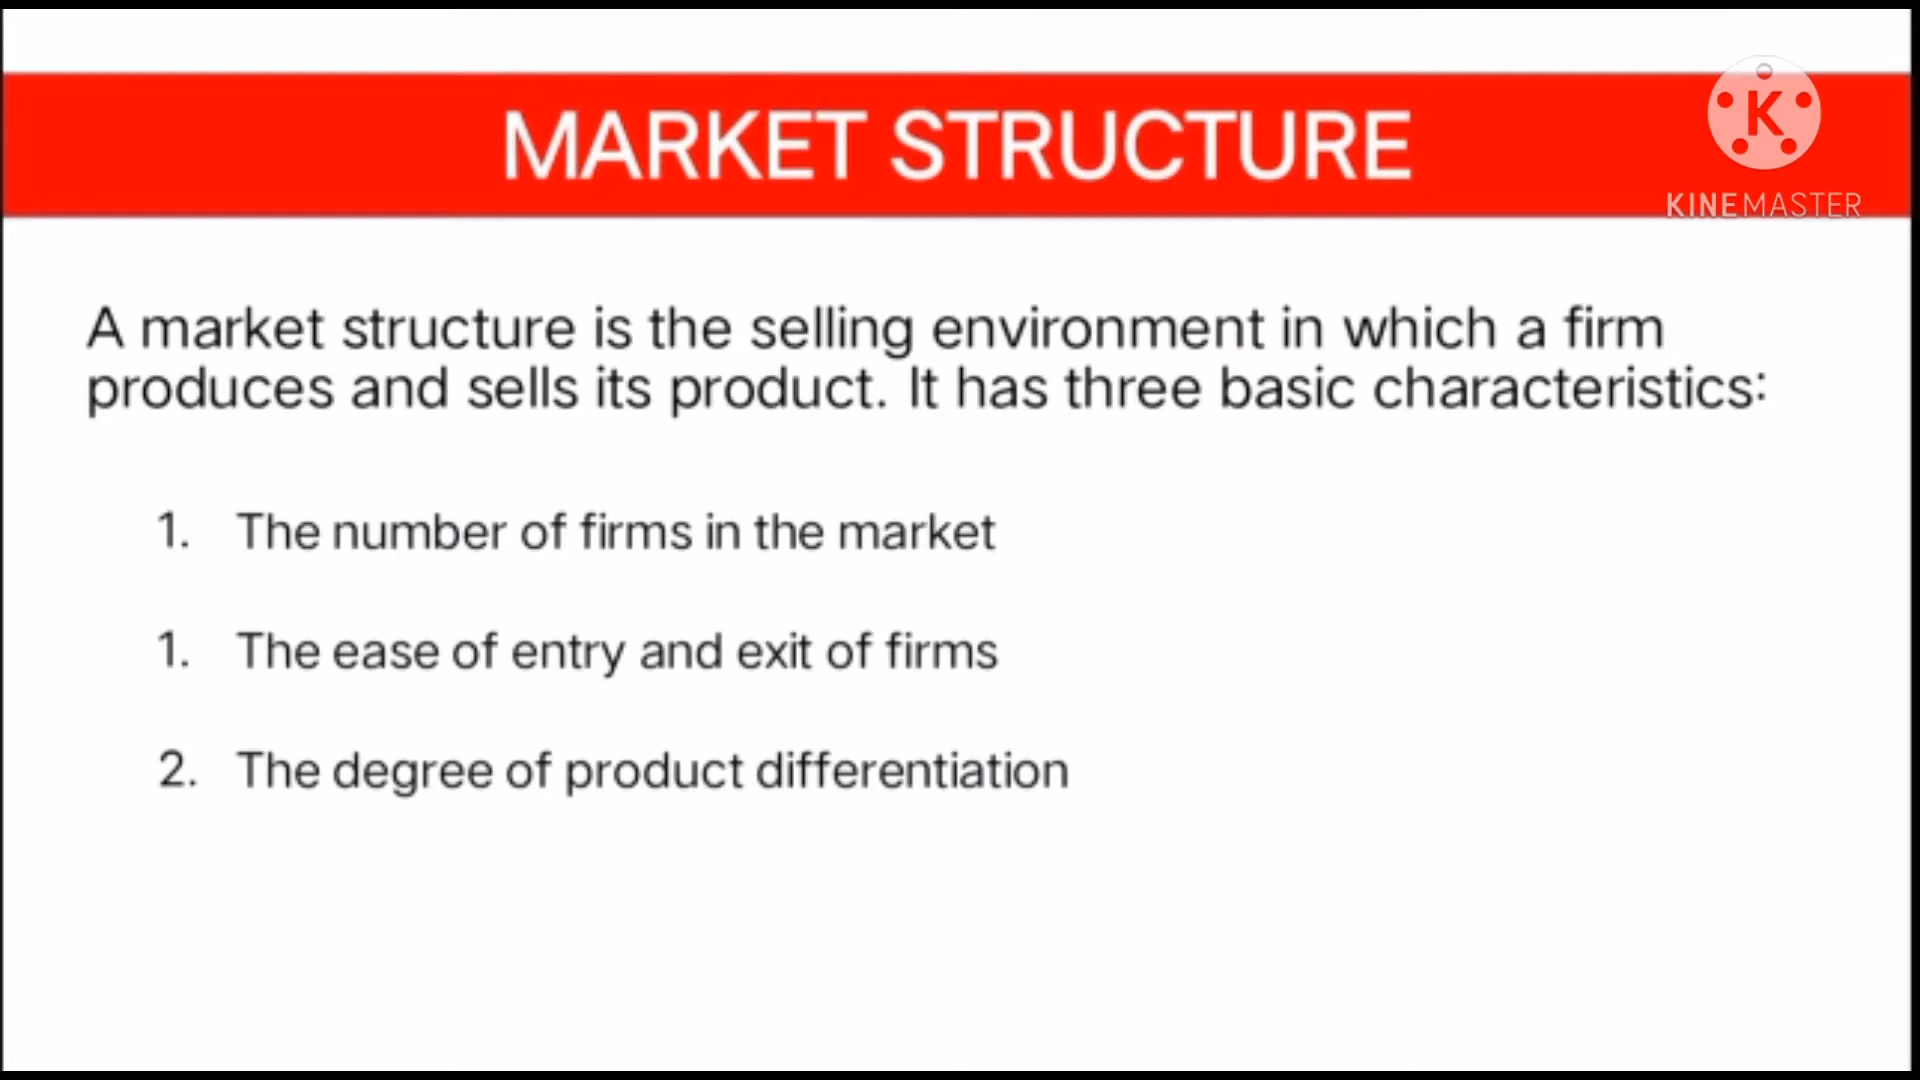 MARKET STRUCTURE
K
KINEMASTER
A market structure is the selling environment in which a firm
produces and sells its product. It has three basic characteristics:
1. The number of firms in the market
1. The ease of entry and exit of firms
2. The degree of product differentiation